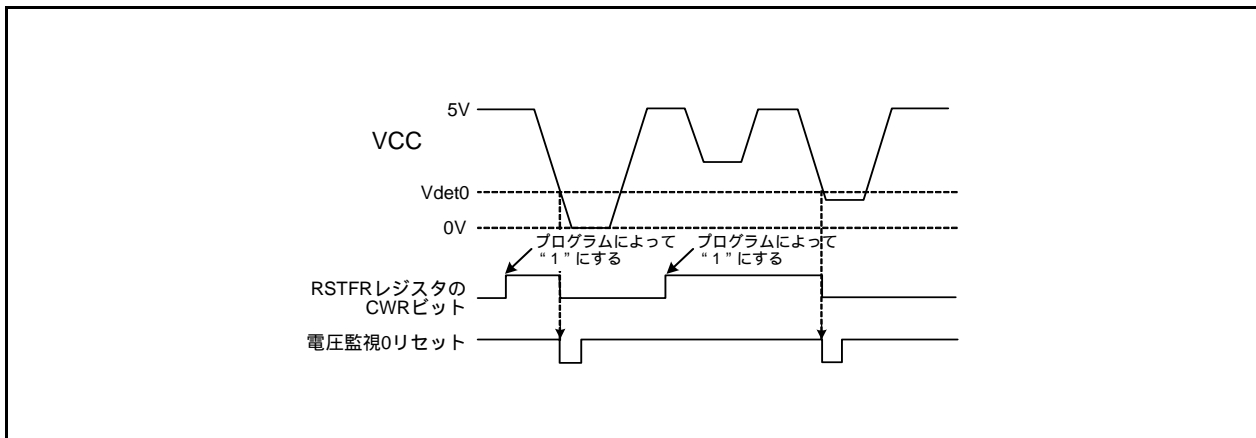 5V
VCC
Vdet0
0V
プログラムによって
“ 1 ” にする
プログラムによって
“ 1 ” にする
RSTFRレジスタの
CWRビット
電圧監視0リセット